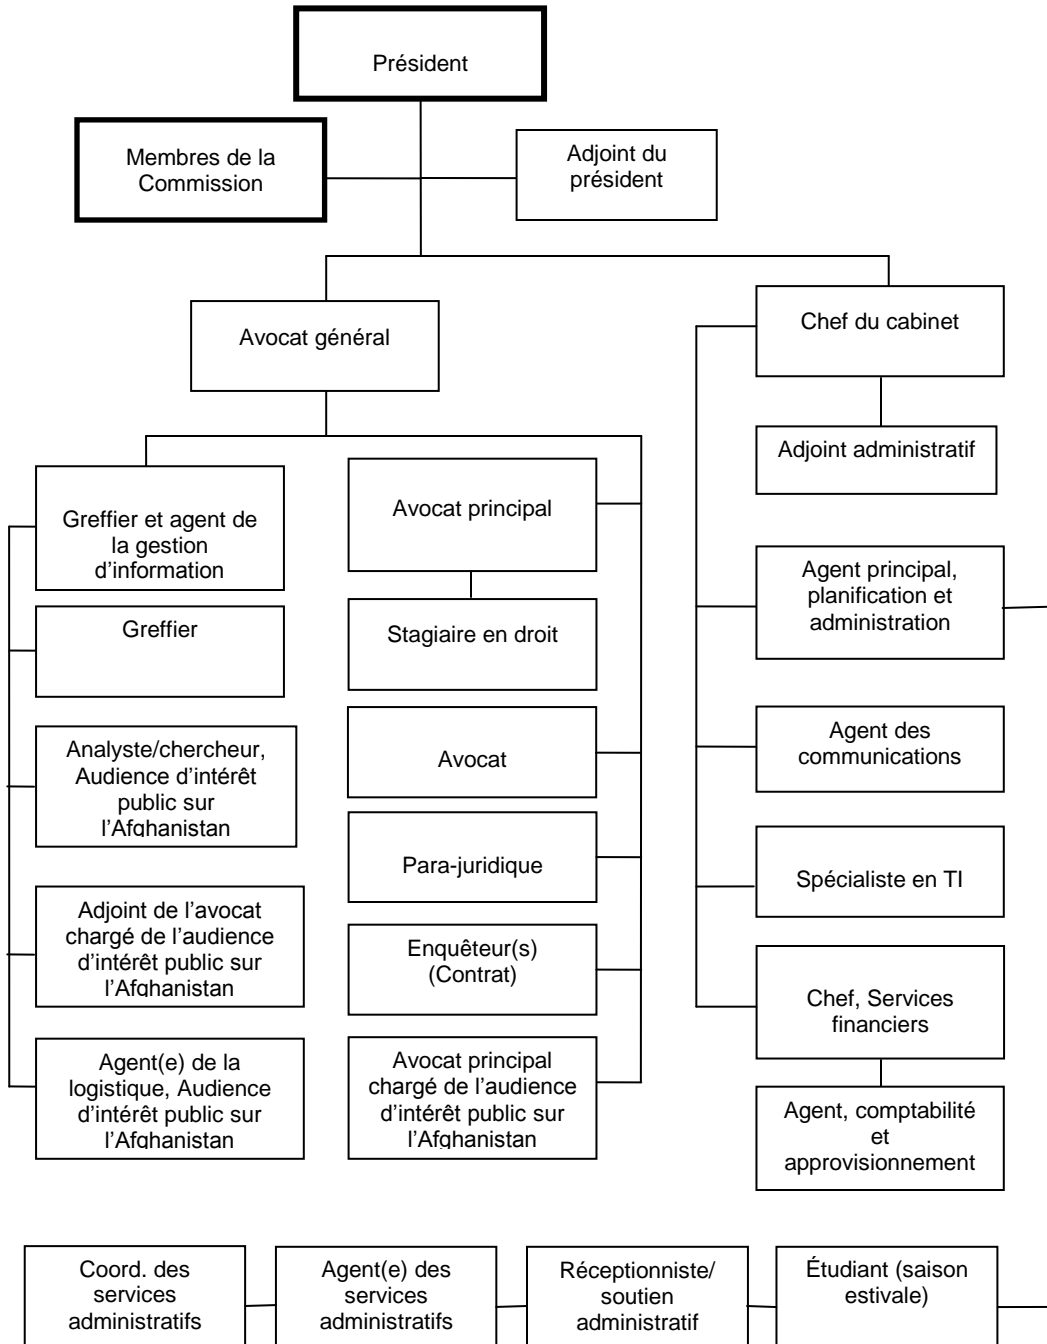 Président
Membres de la
Commission
Adjoint du
président
Avocat général
Chef du cabinet
Adjoint administratif
Greffier et agent de
la gestion
d’information
Avocat principal
Agent principal,
planification et
administration
Greffier
Stagiaire en droit
Analyste/chercheur,
Audience d’intérêt
public sur
l’Afghanistan
Avocat
Agent des
communications
Para-juridique
Spécialiste en TI
Adjoint de l’avocat
chargé de l’audience
d’intérêt public sur
l’Afghanistan
Enquêteur(s)
(Contrat)
Chef, Services
financiers
Agent(e) de la
logistique, Audience
d’intérêt public sur
l’Afghanistan
Avocat principal
chargé de l’audience
d’intérêt public sur
l’Afghanistan
Agent, comptabilité
et
approvisionnement
Coord. des
services
administratifs
Agent(e) des
services
administratifs
Réceptionniste/
soutien
administratif
Étudiant (saison
estivale)